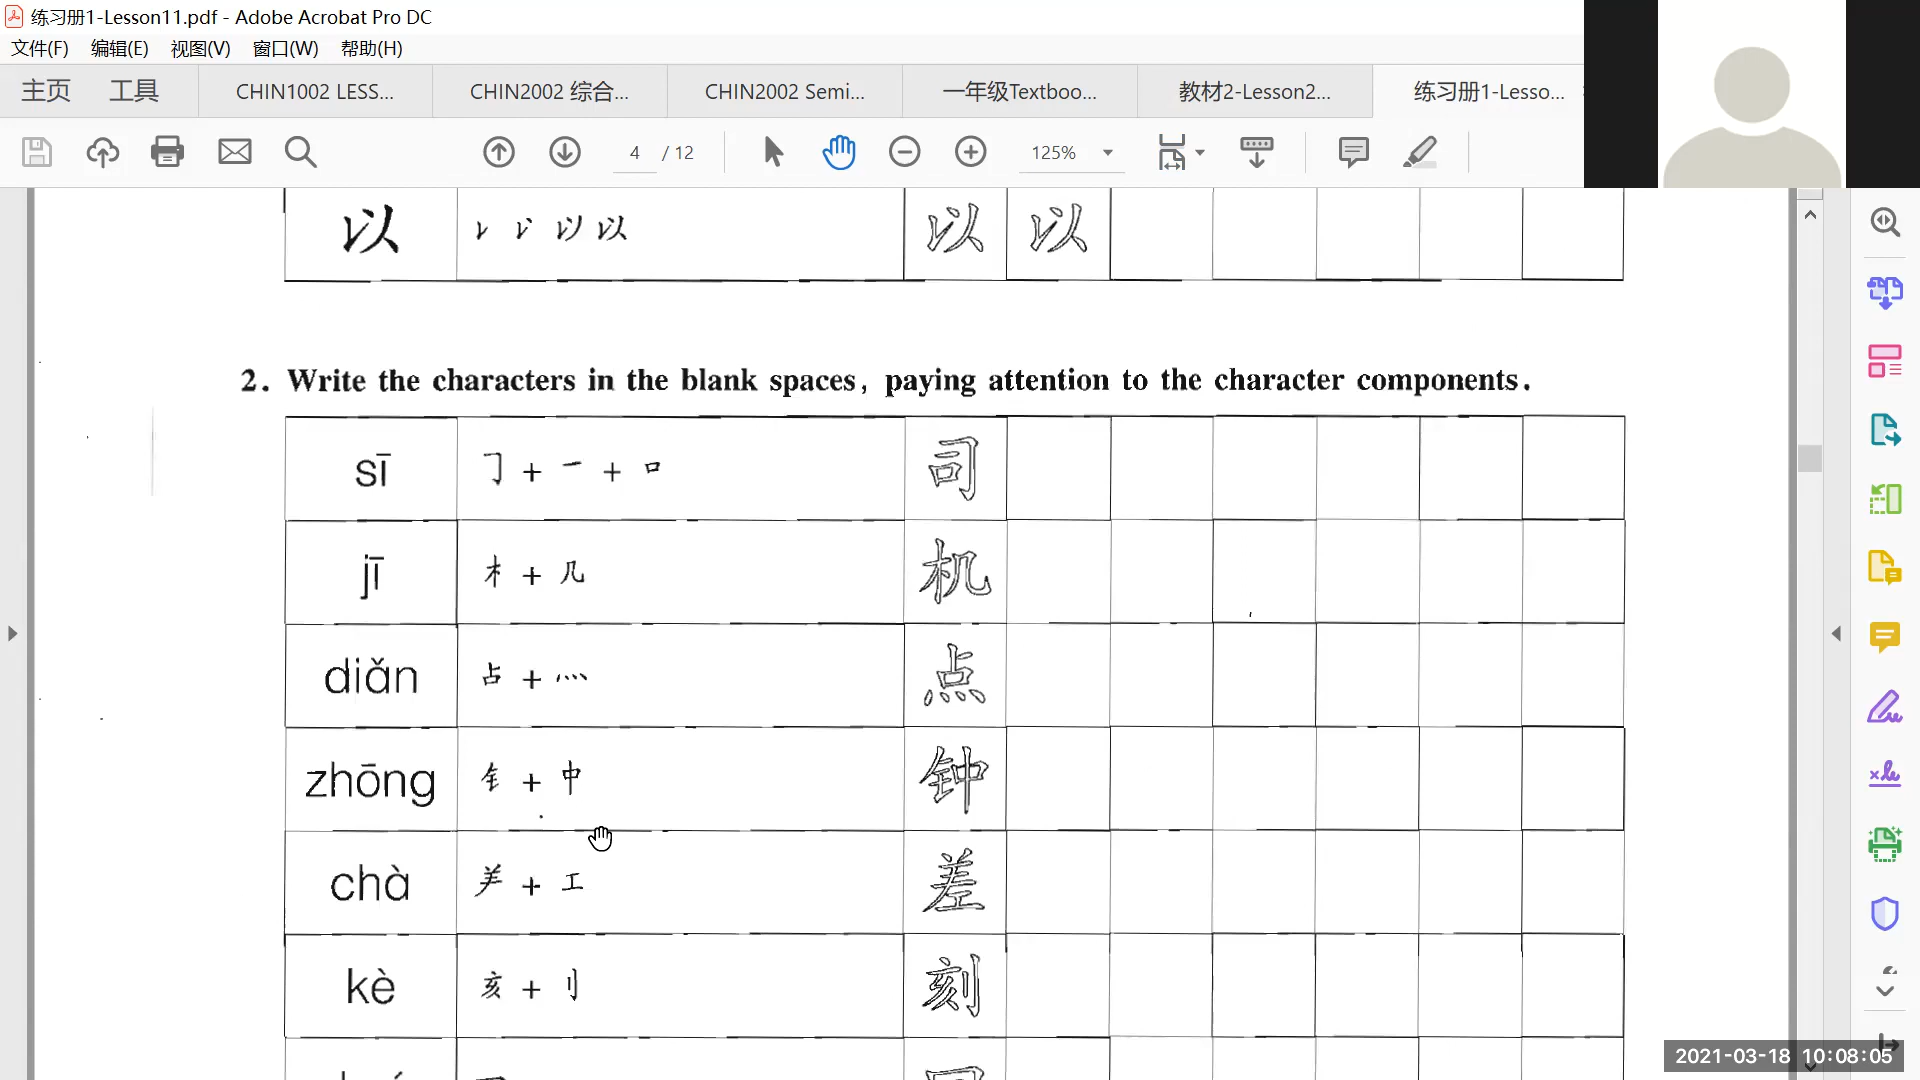 练习册1-Lesson11.pdf - Adobe Acrobat Pro DC
文件(F) 编辑(E) 视图(V) 窗口(W) 帮助(H)
主页 工具 CHIN1002 LESS... CHIN2002 综合... CHIN2002 Semi... 一年级Textboo... 教材2-Lesson2... 练习册1-Lesso...
4 / 12 125%
以 以 以 以 以
2. Write the characters in the blank spaces, paying attention to the character components.
sī 𠃌 + 一 + 口 司
jī 木 + 几 机
diǎn 占 + 灬 点
zhōng 钅 + 中 钟
chà 𦍌 + 工 差
kè 亥 + 刂 刻
2021-03-18 10:08:05